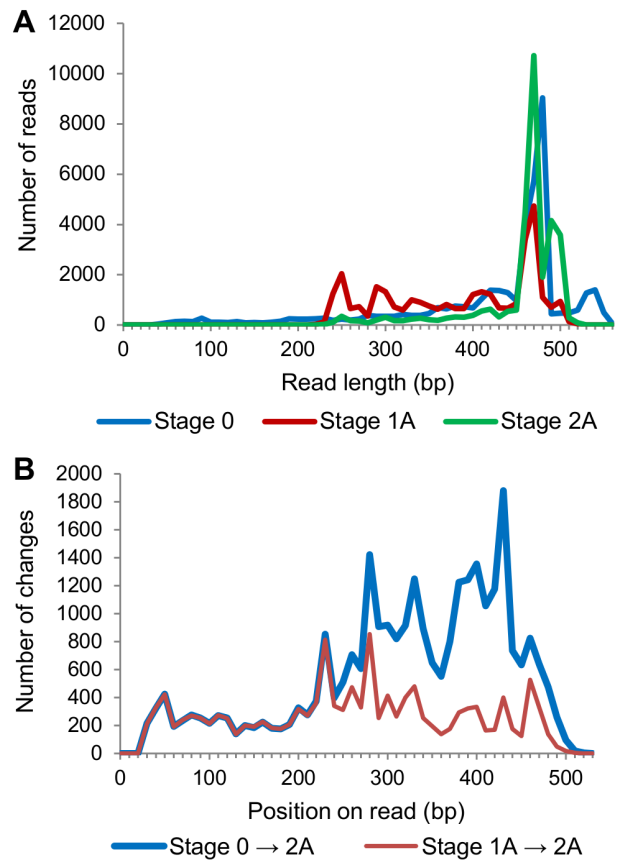 A
12000
10000
8000
6000
4000
2000
0
Number of reads
0 100 200 300 400 500
Read length (bp)
Stage 0 Stage 1A Stage 2A
B
2000
1800
1600
1400
1200
1000
800
600
400
200
0
Number of changes
0 100 200 300 400 500
Position on read (bp)
Stage 0 → 2A Stage 1A → 2A